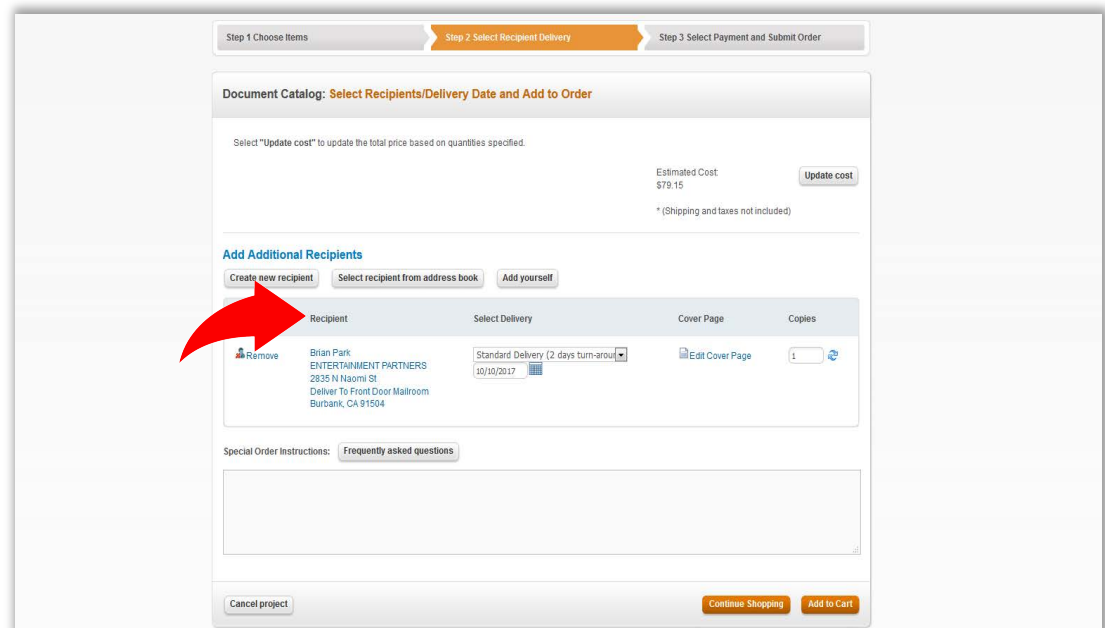 Step 1 Choose Items
Step 2 Select Recipient Delivery
Step 3 Select Payment and Submit Order
Document Catalog: Select Recipients/Delivery Date and Add to Order
Select "Update cost" to update the total price based on quantities specified.
Estimated Cost:
$79.15
Update cost
* (Shipping and taxes not included)
Add Additional Recipients
Create new recipient
Select recipient from address book
Add yourself
Recipient
Select Delivery
Cover Page
Copies
Remove
Brian Park
ENTERTAINMENT PARTNERS
2835 N Naomi St
Deliver To Front Door Mailroom
Burbank, CA 91504
Standard Delivery (2 days turn-arour
10/10/2017
Edit Cover Page
1
Special Order Instructions:
Frequently asked questions
Cancel project
Continue Shopping
Add to Cart